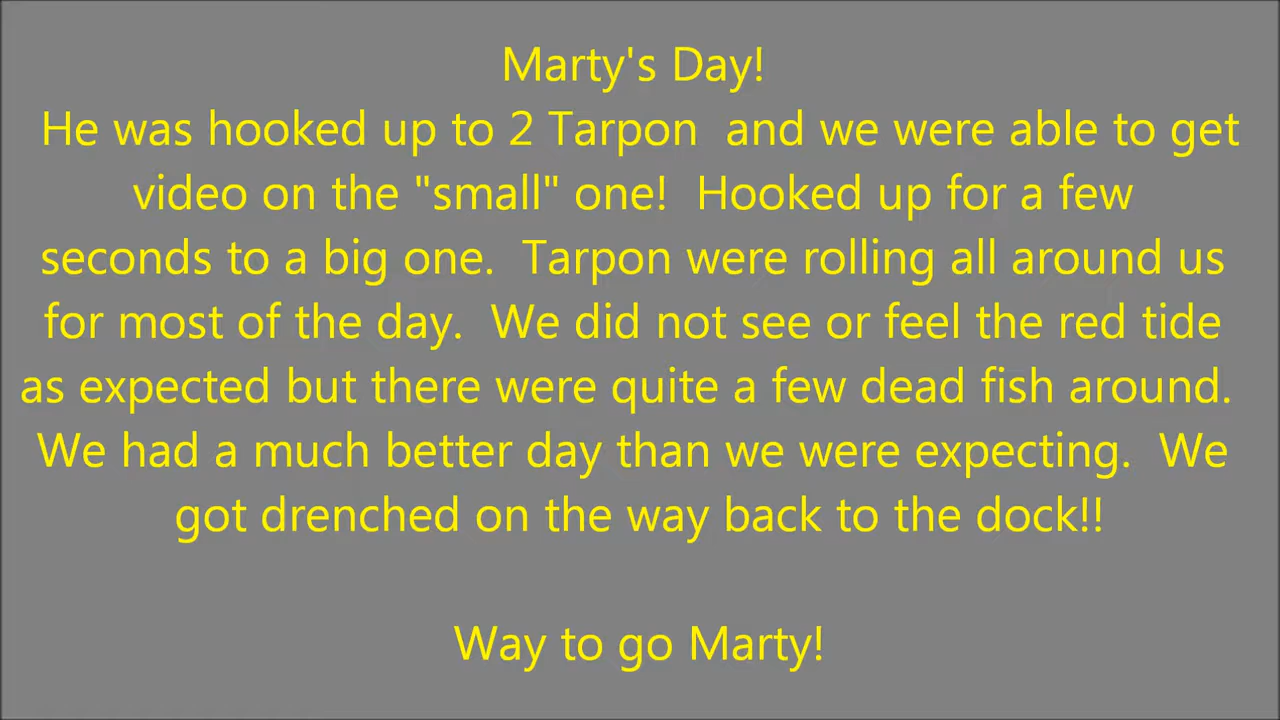 Marty's Day!
He was hooked up to 2 Tarpon  and we were able to get
video on the "small" one!  Hooked up for a few
seconds to a big one.  Tarpon were rolling all around us
for most of the day.  We did not see or feel the red tide
as expected but there were quite a few dead fish around.
We had a much better day than we were expecting.  We
got drenched on the way back to the dock!!
Way to go Marty!